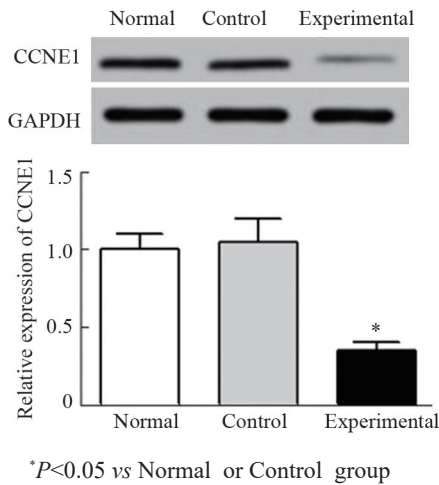 Normal Control Experimental
CCNE1
GAPDH
Relative expression of CCNE1
1.5
1.0
0.5
0
Normal Control Experimental
*P<0.05 vs Normal or Control group
*